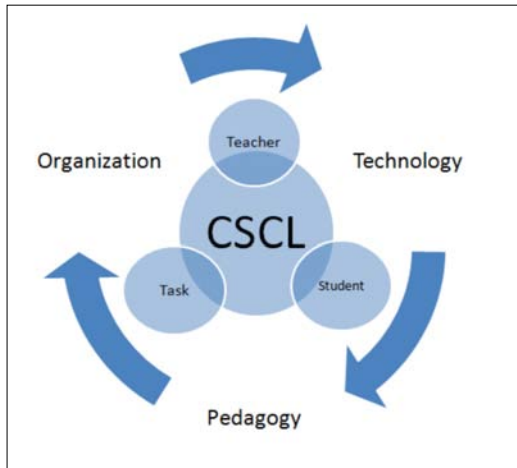 Teacher
Organization
Technology
CSCL
Task
Student
Pedagogy